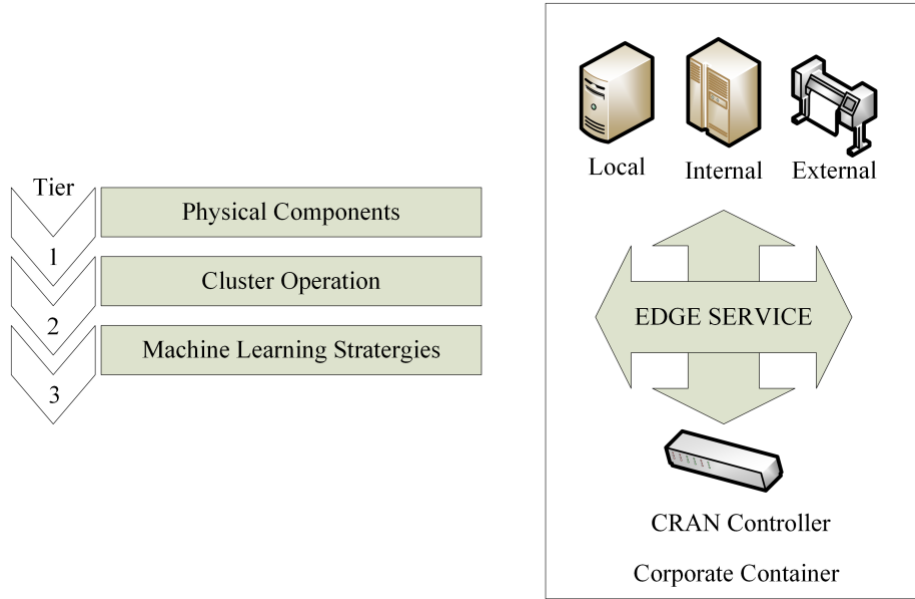 Tier
Physical Components
1
Cluster Operation
2
Machine Learning Stratergies
3
Local
Internal
External
EDGE SERVICE
CRAN Controller
Corporate Container